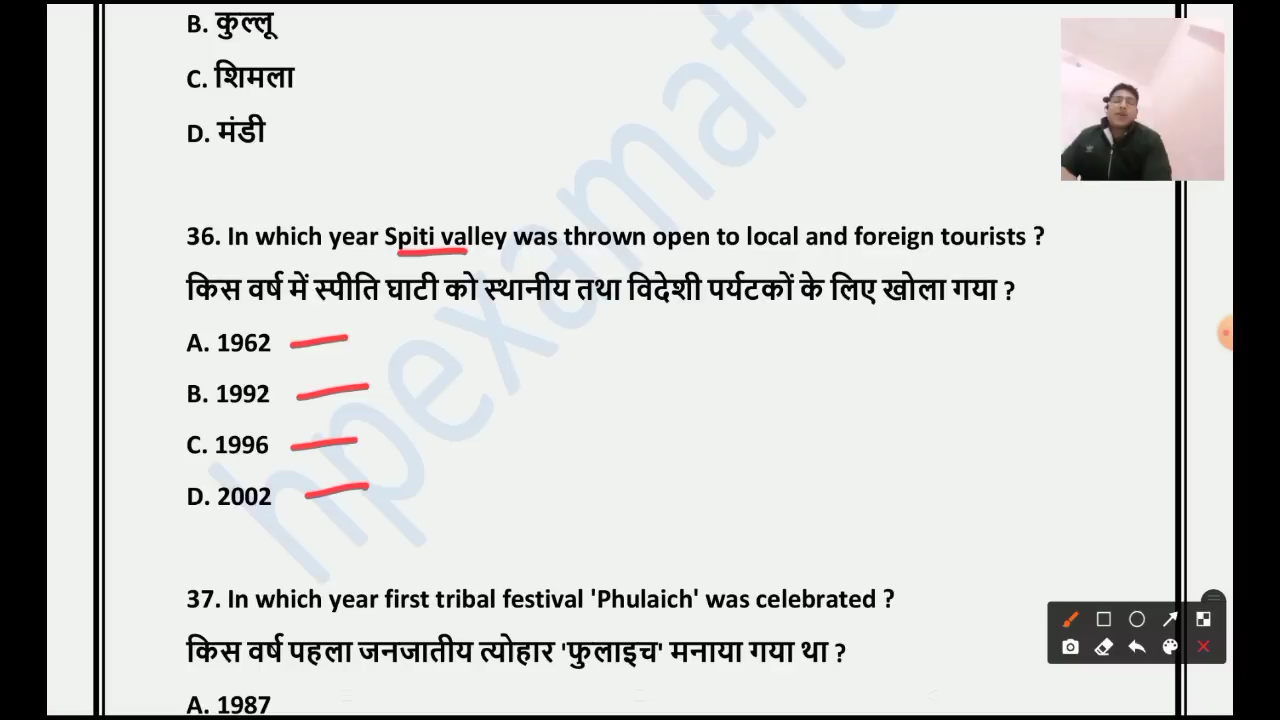 B. कुल्लू
C. शिमला
D. मंडी
36. In which year Spiti valley was thrown open to local and foreign tourists ?
किस वर्ष में स्पीति घाटी को स्थानीय तथा विदेशी पर्यटकों के लिए खोला गया ?
A. 1962
B. 1992
C. 1996
D. 2002
37. In which year first tribal festival 'Phulaich' was celebrated ?
किस वर्ष पहला जनजातीय त्योहार 'फुलाइच' मनाया गया था ?
A. 1987
hpexamafia